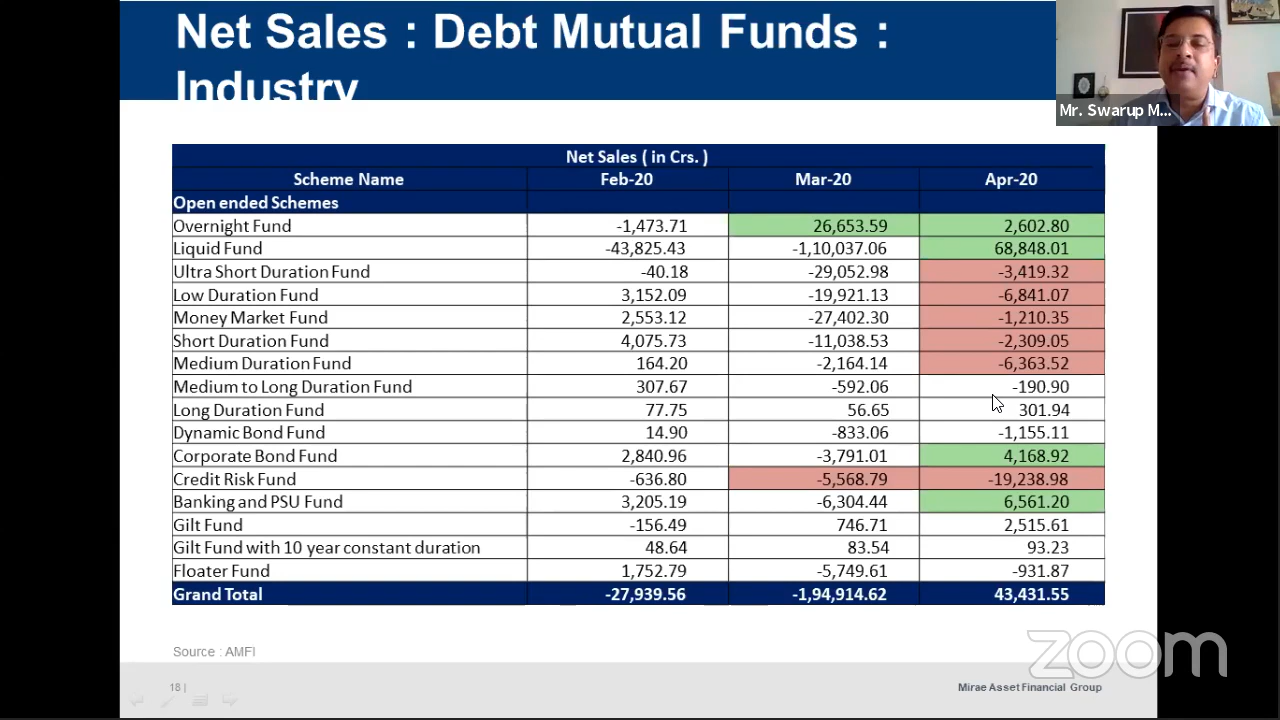 Net Sales : Debt Mutual Funds :
Industry
Mr. Swarup M...
Net Sales ( in Crs. )
Scheme Name Feb-20 Mar-20 Apr-20
Open ended Schemes
Overnight Fund -1,473.71 26,653.59 2,602.80
Liquid Fund -43,825.43 -1,10,037.06 68,848.01
Ultra Short Duration Fund -40.18 -29,052.98 -3,419.32
Low Duration Fund 3,152.09 -19,921.13 -6,841.07
Money Market Fund 2,553.12 -27,402.30 -1,210.35
Short Duration Fund 4,075.73 -11,038.53 -2,309.05
Medium Duration Fund 164.20 -2,164.14 -6,363.52
Medium to Long Duration Fund 307.67 -592.06 -190.90
Long Duration Fund 77.75 56.65 301.94
Dynamic Bond Fund 14.90 -833.06 -1,155.11
Corporate Bond Fund 2,840.96 -3,791.01 4,168.92
Credit Risk Fund -636.80 -5,568.79 -19,238.98
Banking and PSU Fund 3,205.19 -6,304.44 6,561.20
Gilt Fund -156.49 746.71 2,515.61
Gilt Fund with 10 year constant duration 48.64 83.54 93.23
Floater Fund 1,752.79 -5,749.61 -931.87
Grand Total -27,939.56 -1,94,914.62 43,431.55
Source : AMFI
zoom
18 |
Mirae Asset Financial Group